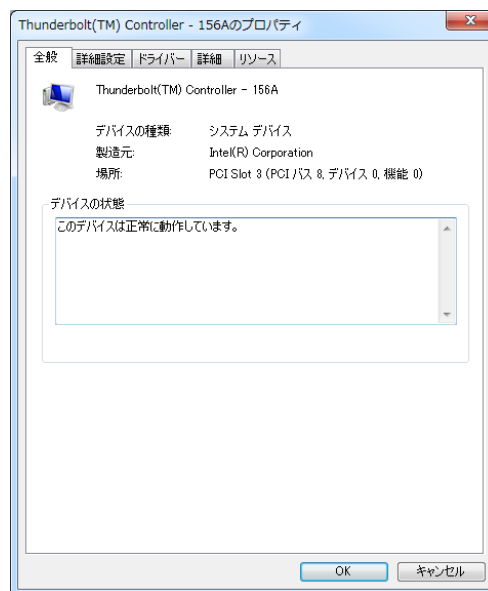 Thunderbolt(TM) Controller - 156Aのプロパティ
全般 詳細設定 ドライバー 詳細 リソース
Thunderbolt(TM) Controller - 156A
デバイスの種類: システム デバイス
製造元: Intel(R) Corporation
場所: PCI Slot 3 (PCI バス 8, デバイス 0, 機能 0)
デバイスの状態
このデバイスは正常に動作しています。
OK キャンセル